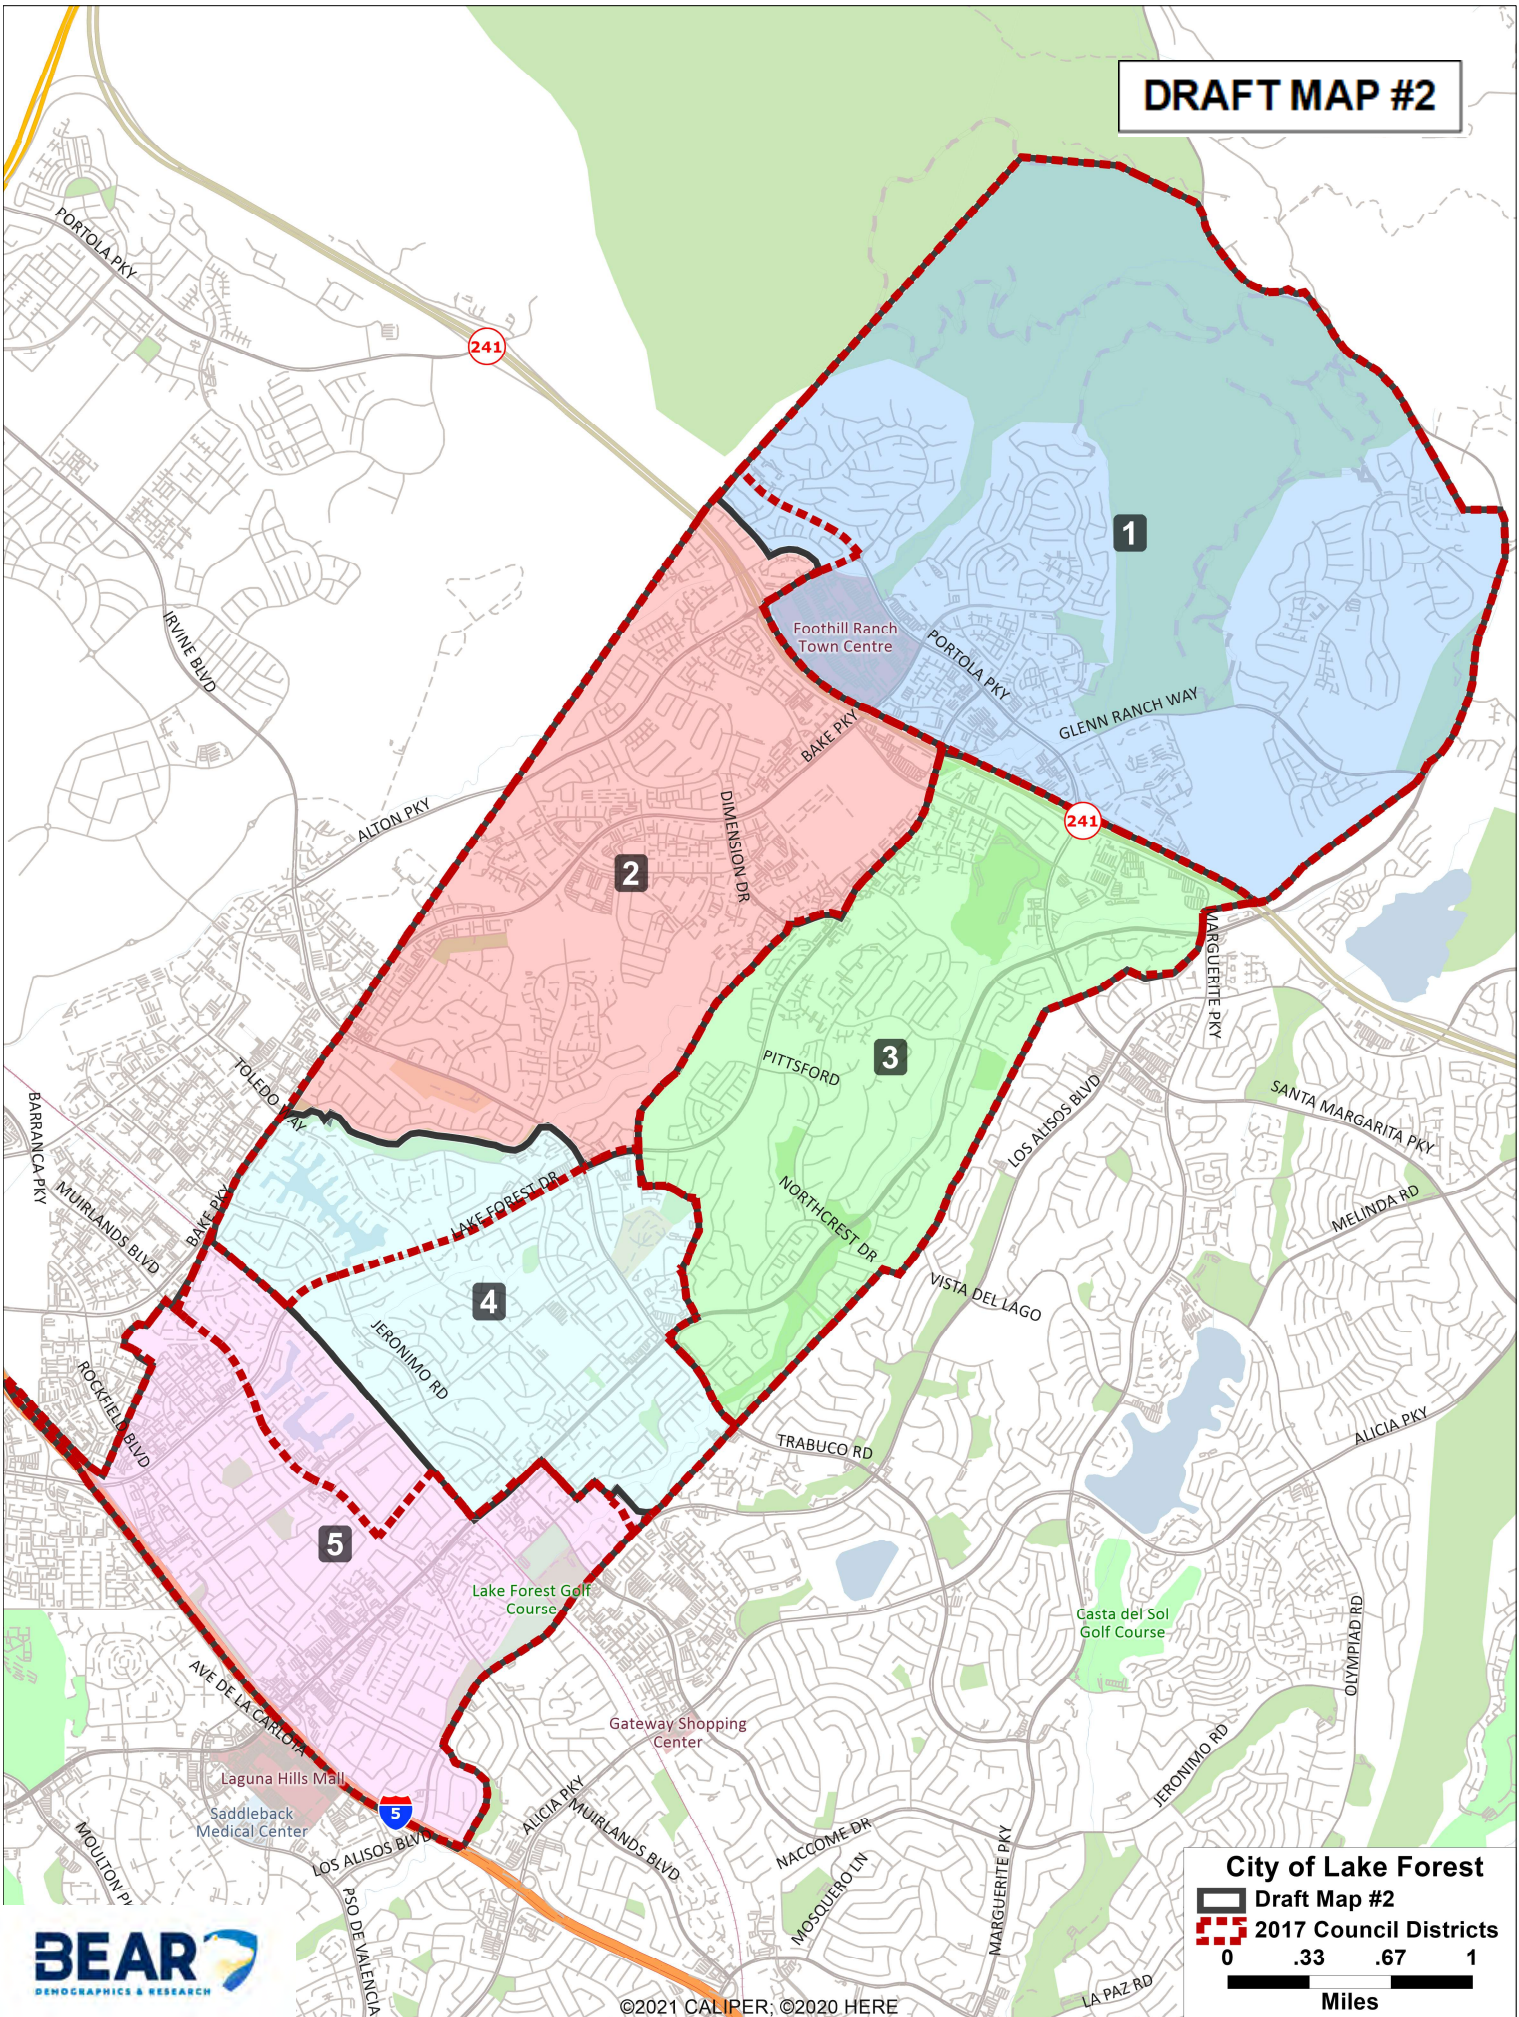 DRAFT MAP #2
PORTOLA PKY
241
1
IRVINE BLVD
Foothill Ranch
Town Centre
PORTOLA PKY
GLENN RANCH WAY
BAKE PKY
DIMENSION DR
ALTON PKY
241
2
MARGUERITE PKY
3
PITTSFORD
TOLEDO WAY
BARRANCA PKY
LOS ALISOS BLVD
SANTA MARGARITA PKY
MUIRLANDS BLVD
BAKE PKY
LAKE FOREST DR
NORTHCREST DR
MELINDA RD
VISTA DEL LAGO
4
JERONIMO RD
ROCKFIELD BLVD
TRABUCO RD
ALICIA PKY
5
Lake Forest Golf
Course
Casta del Sol
Golf Course
OLYMPIAD RD
AVE DE LA CARLOTA
Gateway Shopping
Center
JERONIMO RD
Laguna Hills Mall
5
Saddleback
Medical Center
ALICIA PKY
MUIRLANDS BLVD
LOS ALISOS BLVD
MOULTON PK
NACCOME DR
MOSQUERO LN
MARGUERITE PKY
PSO DE VALENCIA
LA PAZ RD
City of Lake Forest
Draft Map #2
2017 Council Districts
0 .33 .67 1
Miles
BEAR
DEMOGRAPHICS & RESEARCH
©2021 CALIPER; ©2020 HERE